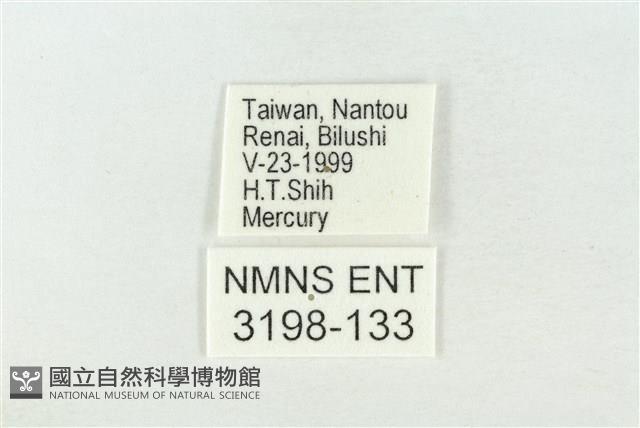 Taiwan, Nantou
Renai, Bilushi
V-23-1999
H.T.Shih
Mercury
NMNS ENT
3198-133
國立自然科學博物館
NATIONAL MUSEUM OF NATURAL SCIENCE